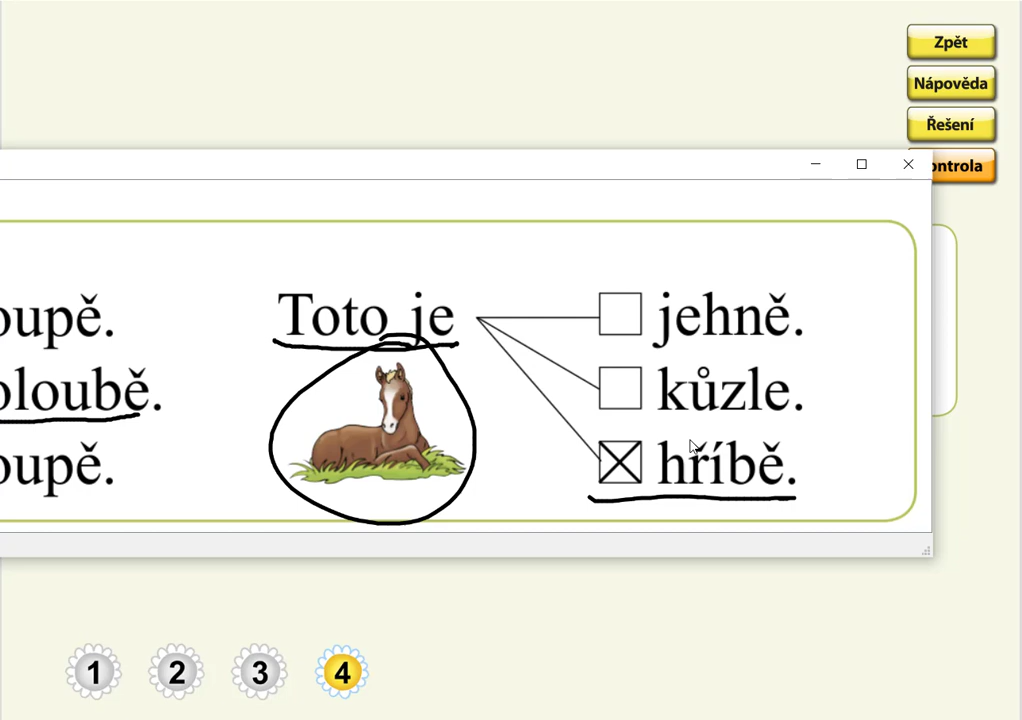 Zpět
Nápověda
Řešení
ontrola
oupě.
oloubě.
oupě.
Toto je
jehně.
kůzle.
hříbě.
1 2 3 4